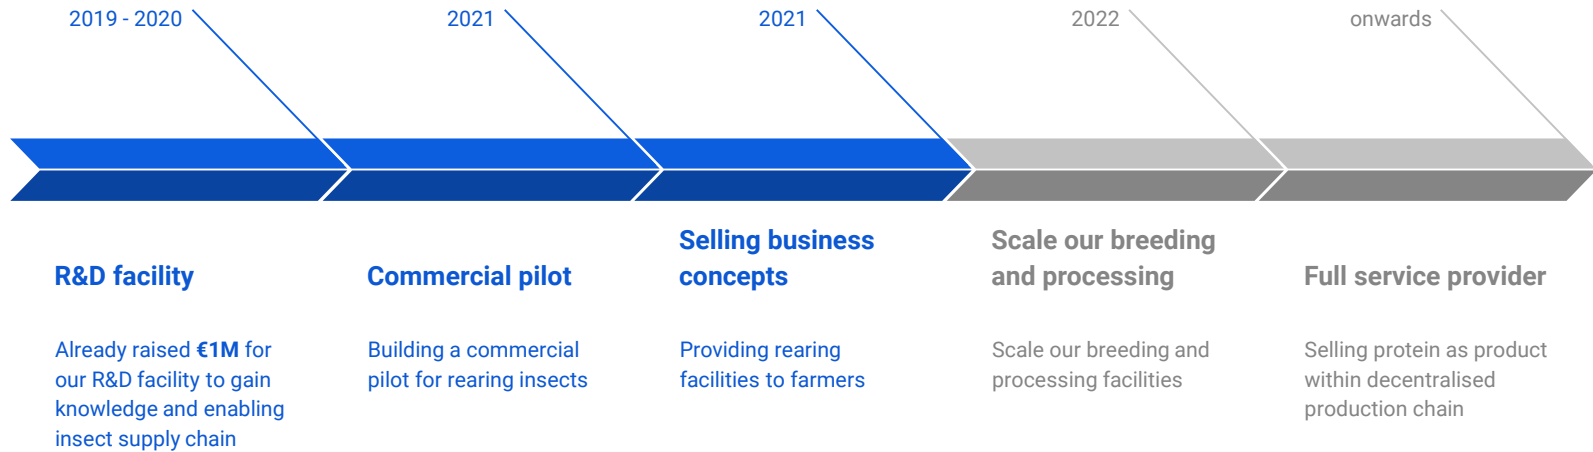 2019 - 2020
2021
2021
2022
onwards
R&D facility
Already raised €1M for
our R&D facility to gain
knowledge and enabling
insect supply chain
Commercial pilot
Building a commercial
pilot for rearing insects
Selling business
concepts
Providing rearing
facilities to farmers
Scale our breeding
and processing
Scale our breeding and
processing facilities
Full service provider
Selling protein as product
within decentralised
production chain